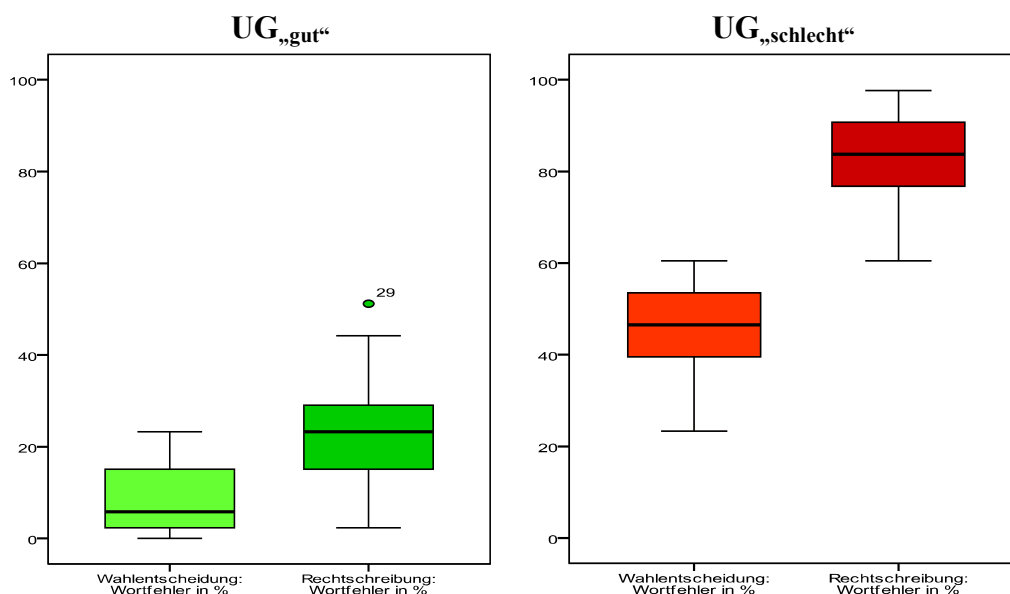 UG„gut“
100
80
60
40
20
0
29
Wahlentscheidung:
Wortfehler in %
Rechtschreibung:
Wortfehler in %
UG„schlecht“
100
80
60
40
20
0
Wahlentscheidung:
Wortfehler in %
Rechtschreibung:
Wortfehler in %